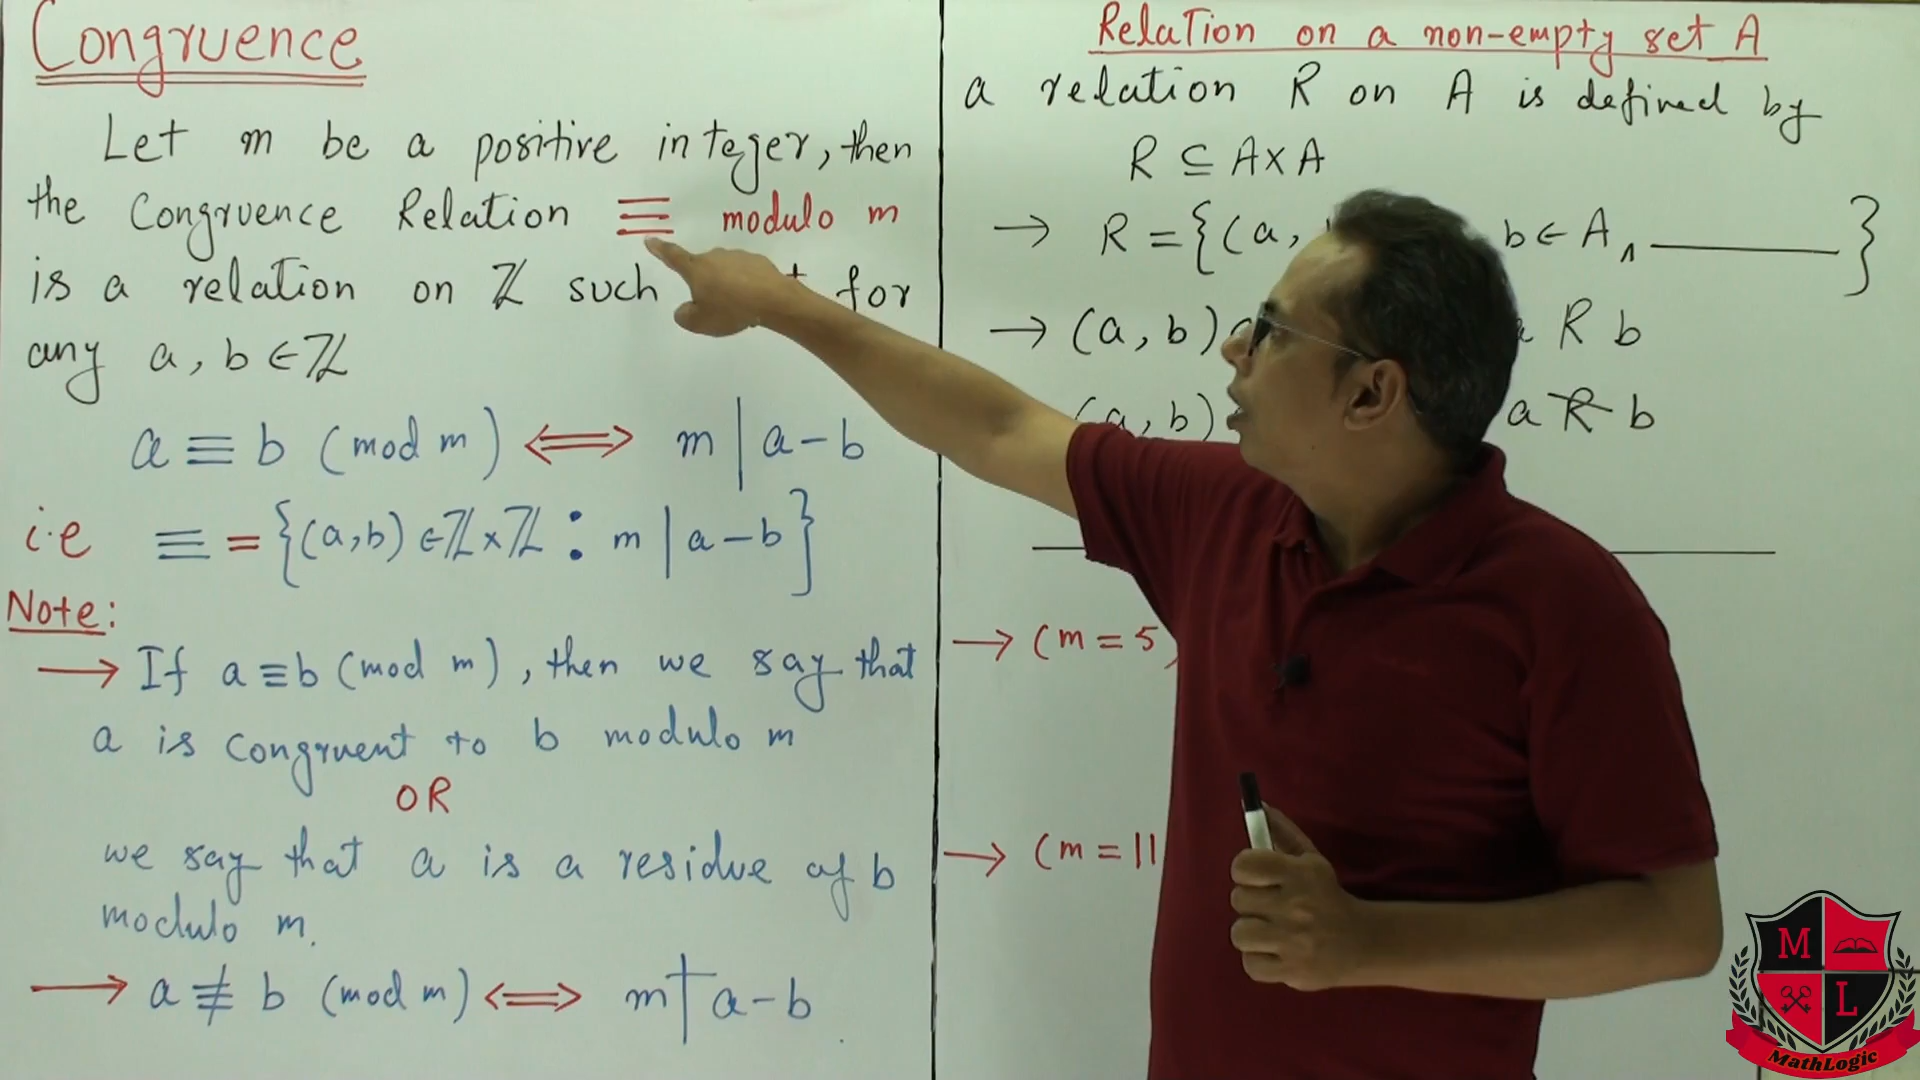 Congruence
Let m be a positive integer, then
the Congruence Relation ≡ modulo m
is a relation on ℤ such for
any a, b ∈ ℤ
a ≡ b (mod m) ⟺ m | a - b
i.e ≡ = {(a,b) ∈ ℤ × ℤ : m | a - b}
Note:
→ If a ≡ b (mod m), then we say that
a is congruent to b modulo m
OR
we say that a is a residue of b
modulo m.
→ a ≢ b (mod m) ⟺ m ∤ a - b
Relation on a non-empty set A
a relation R on A is defined by
R ⊆ A × A
→ R = {(a, b ∈ A ∧ ______ }
→ (a, b) a R b
(a, b) a R̸ b
→ (m = 5)
→ (m = 11
M
L
MathLogic